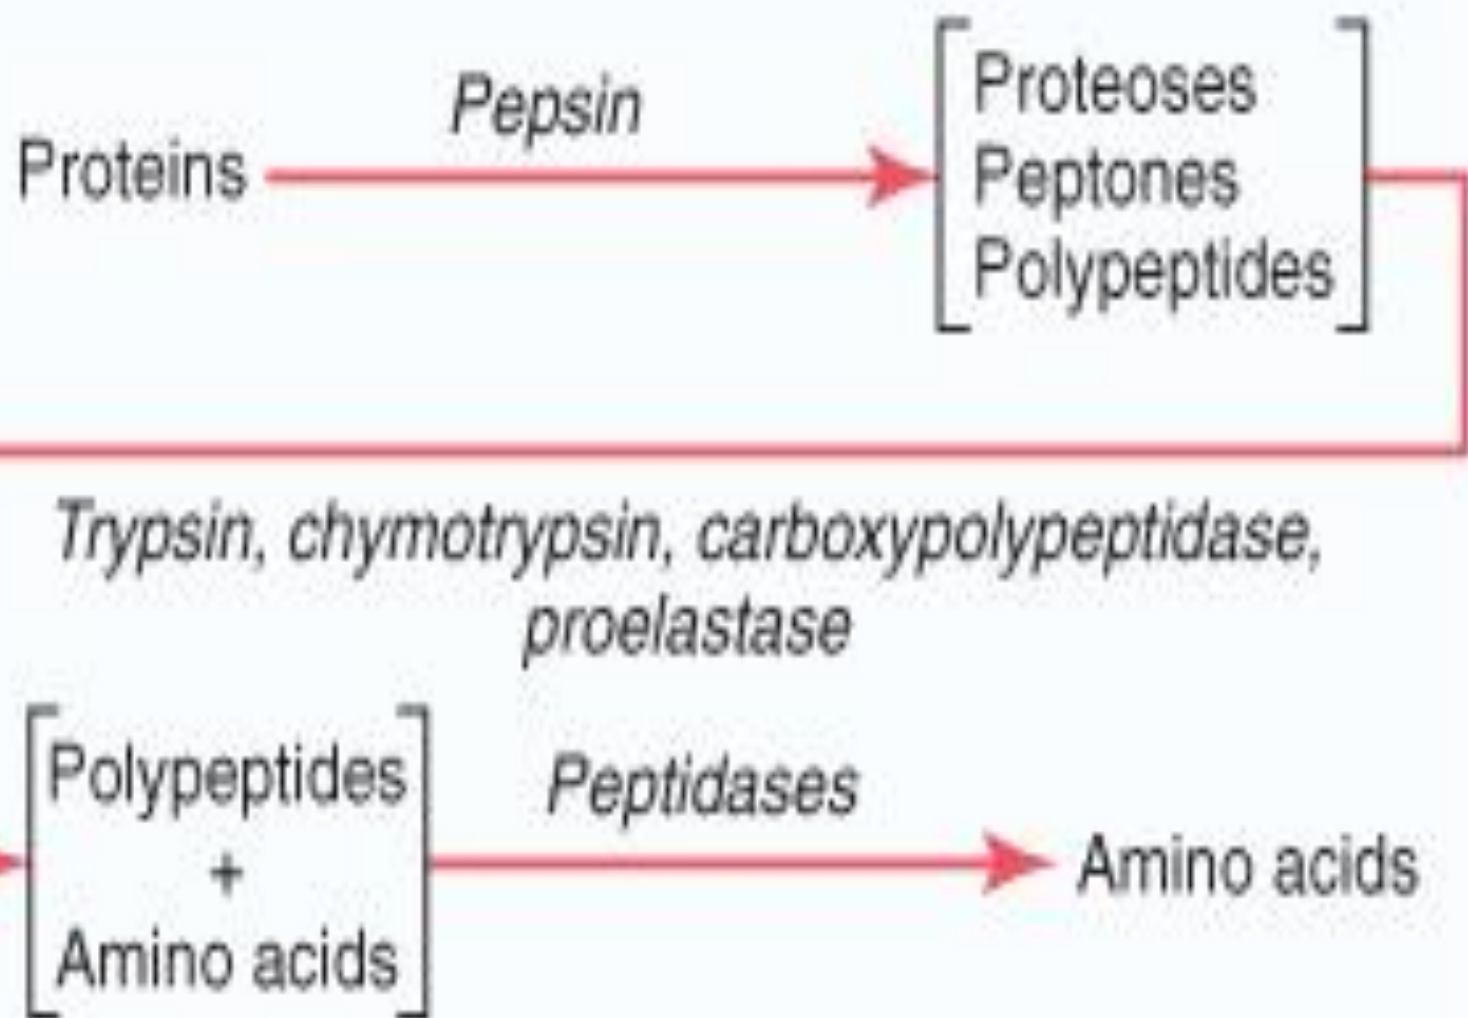 Pepsin
Proteins
Proteoses
Peptones
Polypeptides
Trypsin, chymotrypsin, carboxypolypeptidase,
proelastase
Polypeptides
+
Amino acids
Peptidases
Amino acids